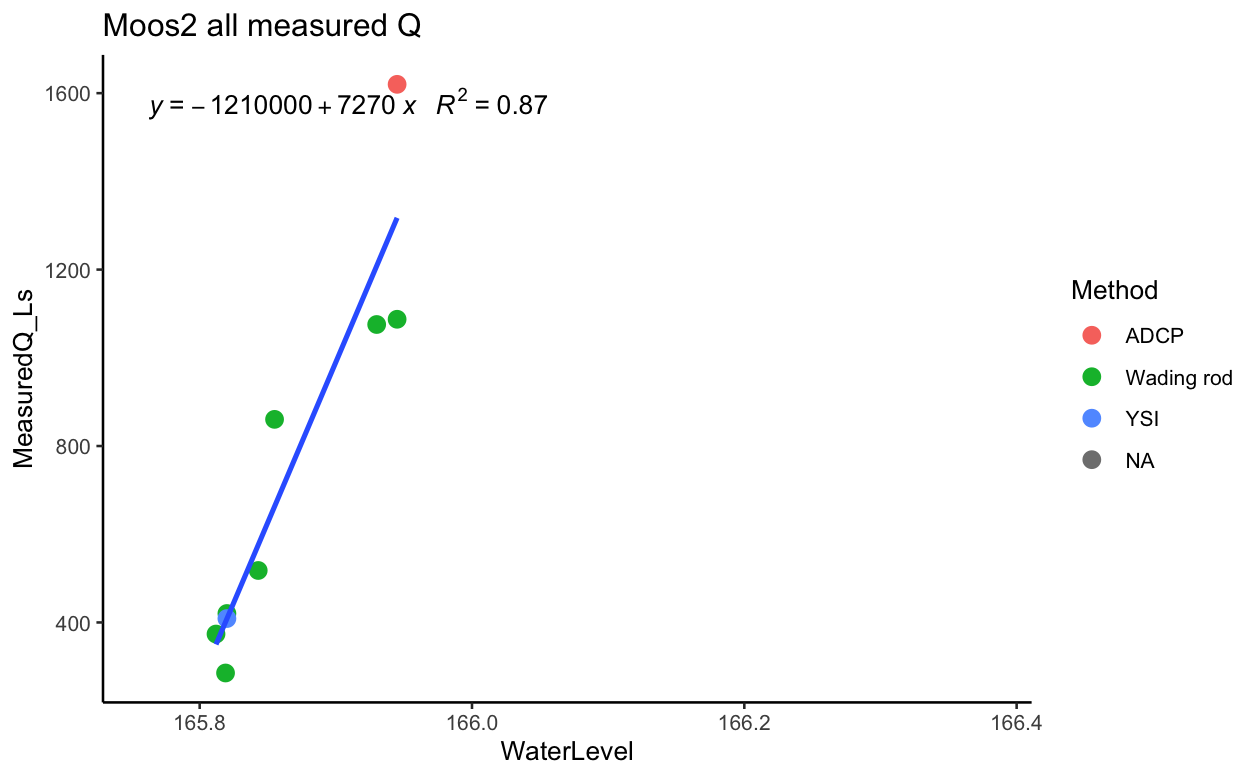 Moos2 all measured Q
y = − 1210000 + 7270 x R² = 0.87
MeasuredQ_Ls
1600
1200
800
400
165.8
166.0
166.2
166.4
WaterLevel
Method
ADCP
Wading rod
YSI
NA